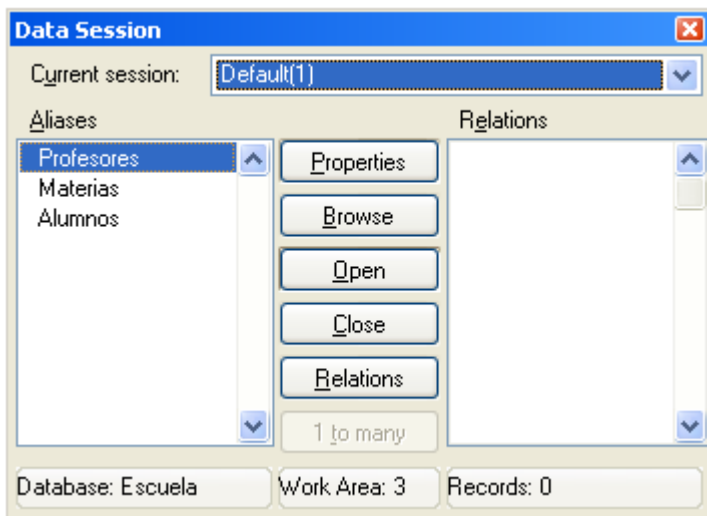 Data Session
Current session: Default(1)
Aliases Relations
Profesores
Materias
Alumnos
Properties
Browse
Open
Close
Relations
1 to many
Database: Escuela Work Area: 3 Records: 0